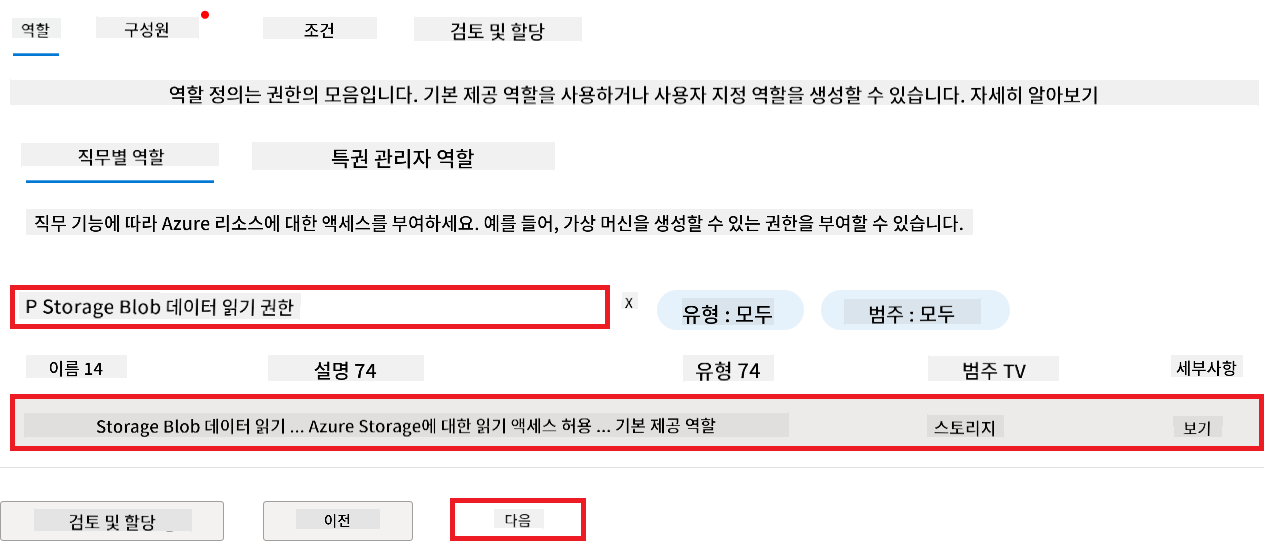 역할 구성원 조건 검토 및 할당
역할 정의는 권한의 모음입니다. 기본 제공 역할을 사용하거나 사용자 지정 역할을 생성할 수 있습니다. 자세히 알아보기
직무별 역할 특권 관리자 역할
직무 기능에 따라 Azure 리소스에 대한 액세스를 부여하세요. 예를 들어, 가상 머신을 생성할 수 있는 권한을 부여할 수 있습니다.
P Storage Blob 데이터 읽기 권한 X 유형 : 모두 범주 : 모두
이름 14 설명 74 유형 74 범주 TV 세부사항
Storage Blob 데이터 읽기 ... Azure Storage에 대한 읽기 액세스 허용 ... 기본 제공 역할 스토리지 보기
검토 및 할당 이전 다음